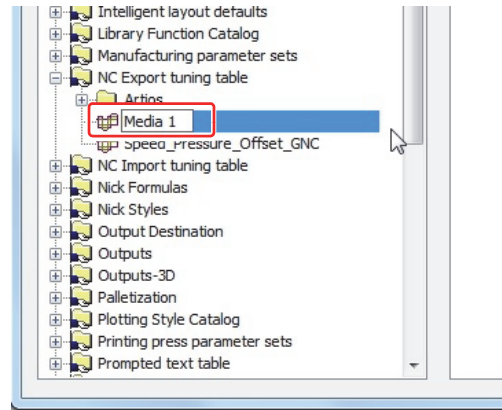 Intelligent layout defaults
Library Function Catalog
Manufacturing parameter sets
NC Export tuning table
Artios
Media 1
Speed_Pressure_Offset_GNC
NC Import tuning table
Nick Formulas
Nick Styles
Output Destination
Outputs
Outputs-3D
Palletization
Plotting Style Catalog
Printing press parameter sets
Prompted text table